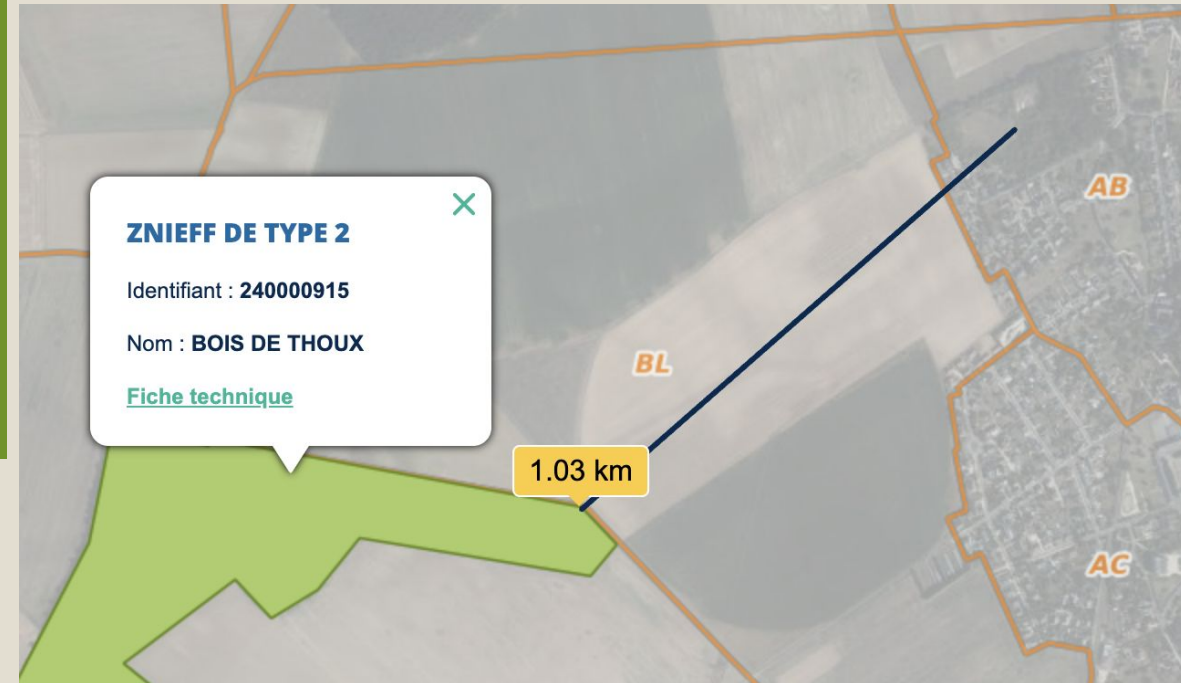 ZNIEFF DE TYPE 2
Identifiant : 240000915
Nom : BOIS DE THOUX
Fiche technique
AB
BL
1.03 km
AC